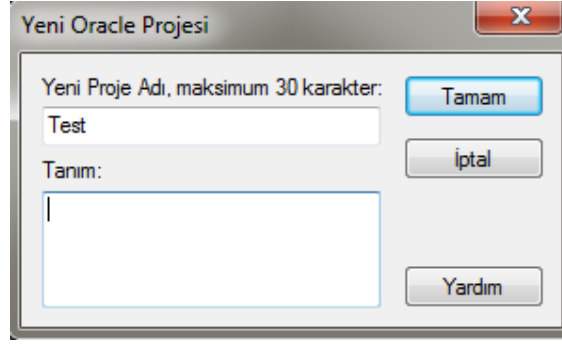 Yeni Oracle Projesi
Yeni Proje Adı, maksimum 30 karakter:
Test
Tanım:
Tamam
İptal
Yardım